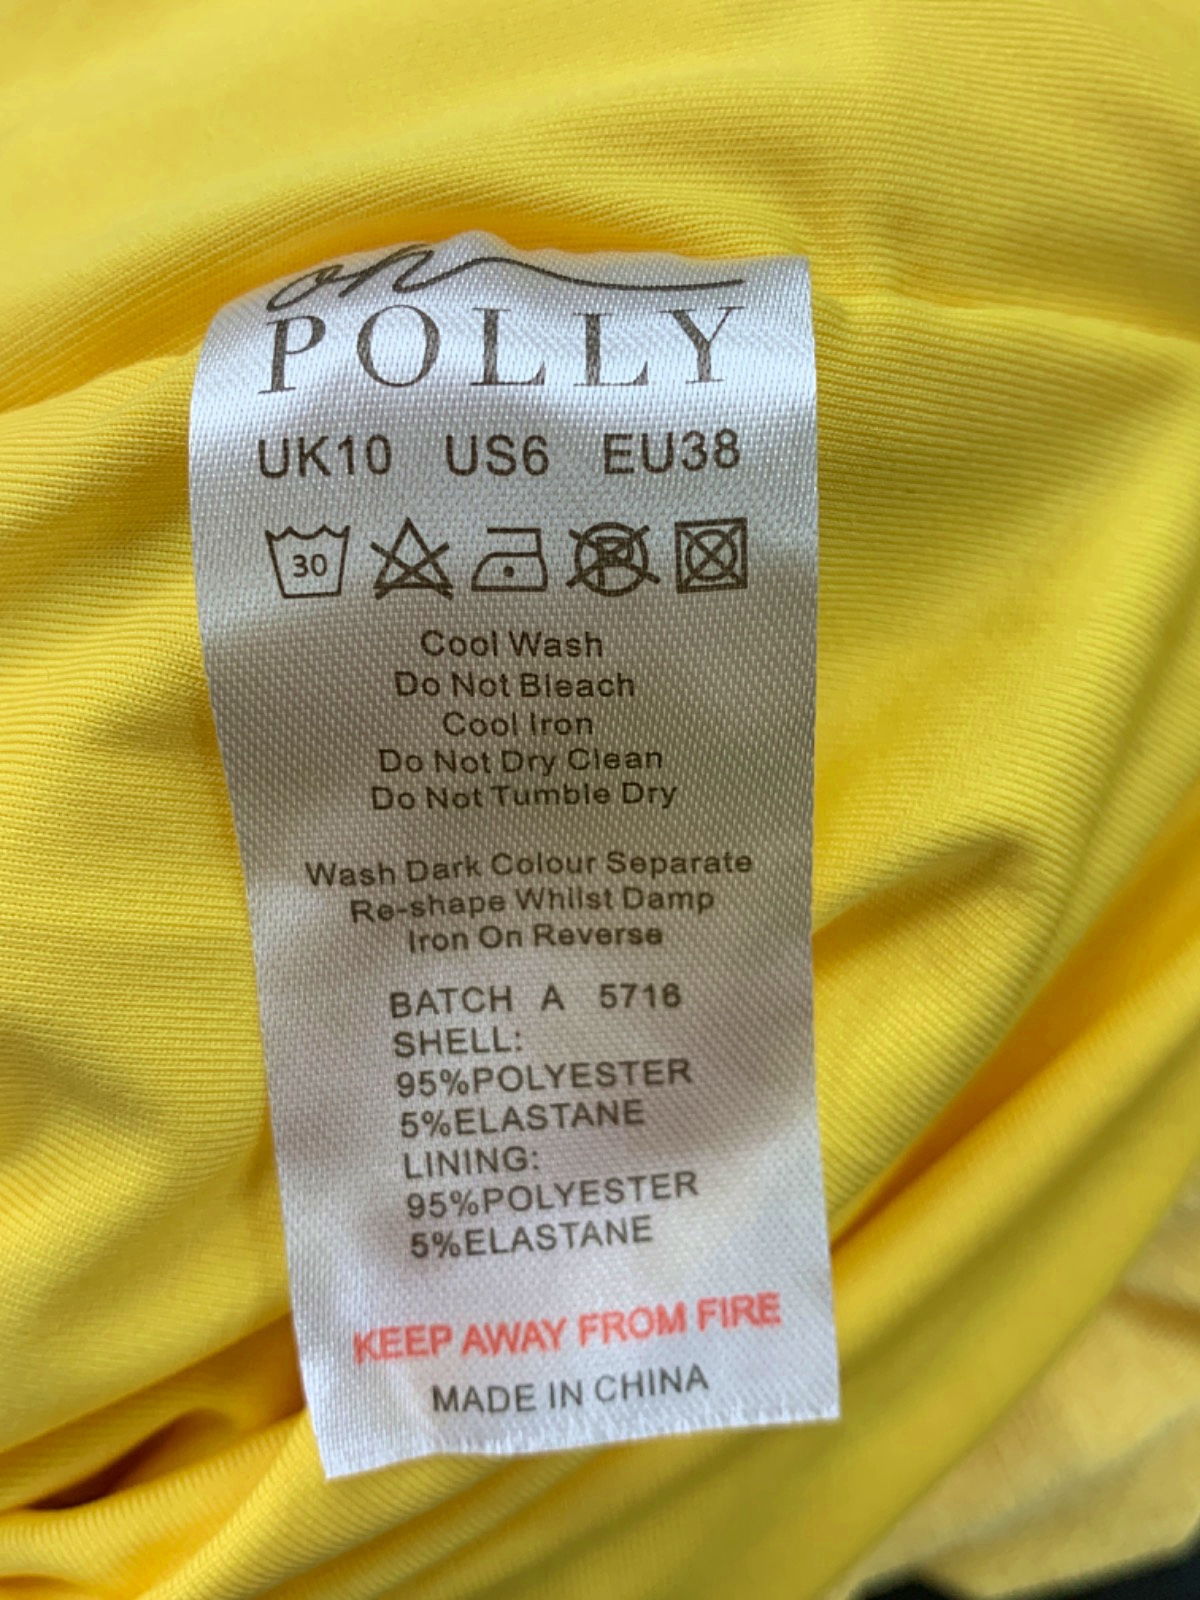 oh
POLLY
UK10 US6 EU38
30 P
Cool Wash
Do Not Bleach
Cool Iron
Do Not Dry Clean
Do Not Tumble Dry
Wash Dark Colour Separate
Re-shape Whilst Damp
Iron On Reverse
BATCH A 5716
SHELL:
95%POLYESTER
5%ELASTANE
LINING:
95%POLYESTER
5%ELASTANE
KEEP AWAY FROM FIRE
MADE IN CHINA